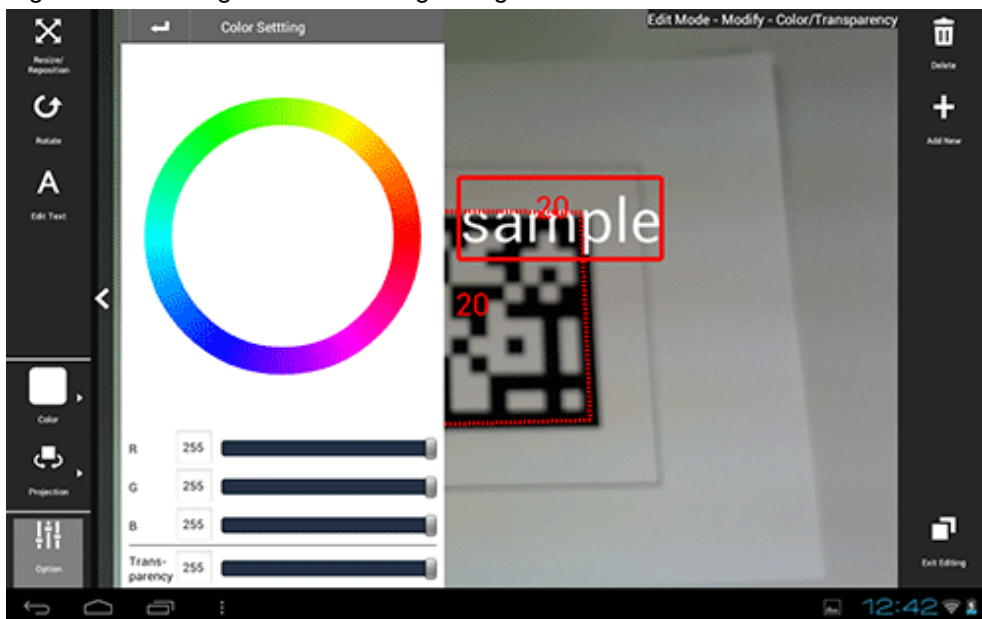 Color Settting
Edit Mode - Modify - Color/Transparency
Resize/
Reposition
Rotate
Edit Text
Delete
Add New
20
sample
20
Color
Projection
Option
R 255
G 255
B 255
Trans-
parency 255
Exit Editing
12:42